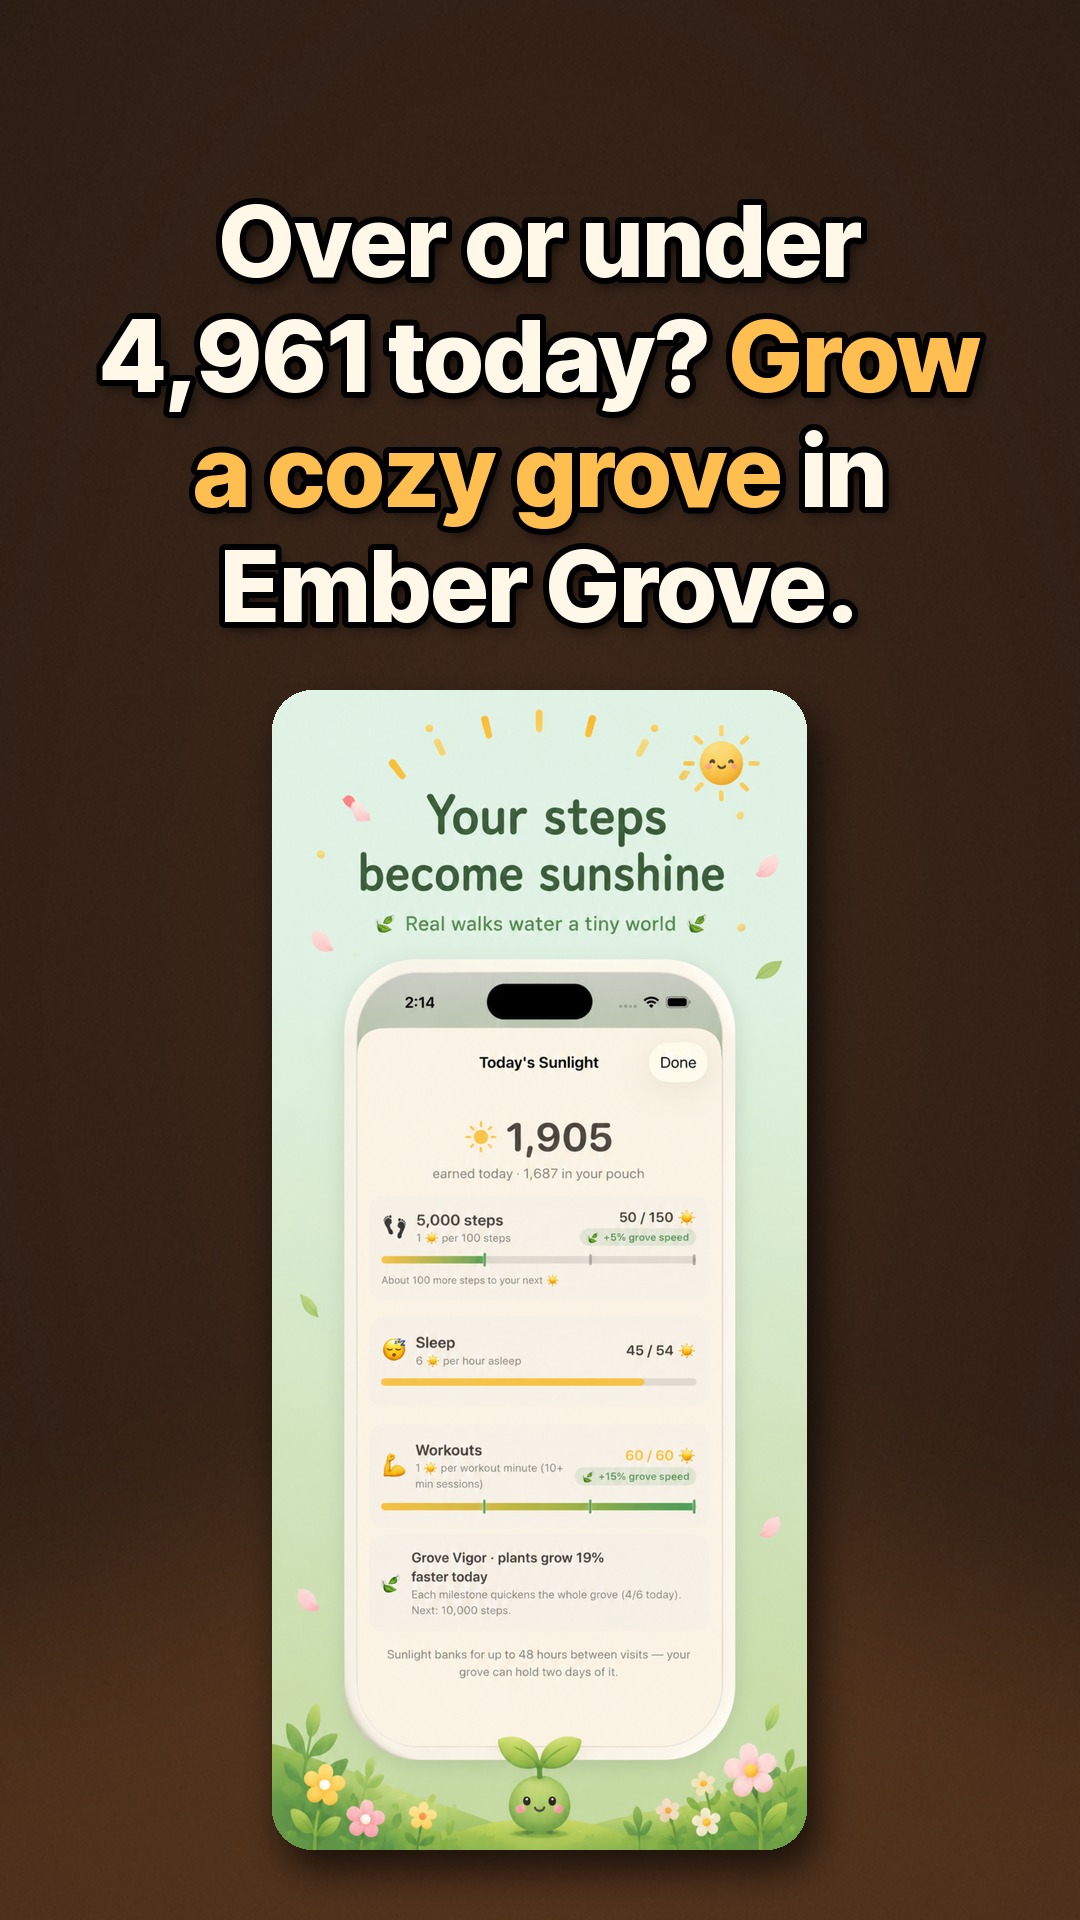 Over or under
4,961 today? Grow
a cozy grove in
Ember Grove.
Your steps
become sunshine
Real walks water a tiny world
2:14
Today's Sunlight
Done
1,905
earned today · 1,687 in your pouch
5,000 steps
50 / 150
1 per 100 steps
+5% grove speed
About 100 more steps to your next
Sleep
6 per hour asleep
45 / 54
Workouts
60 / 60
1 per workout minute (10+
min sessions)
+15% grove speed
Grove Vigor · plants grow 19%
faster today
Each milestone quickens the whole grove (4/6 today).
Next: 10,000 steps.
Sunlight banks for up to 48 hours between visits — your
grove can hold two days of it.